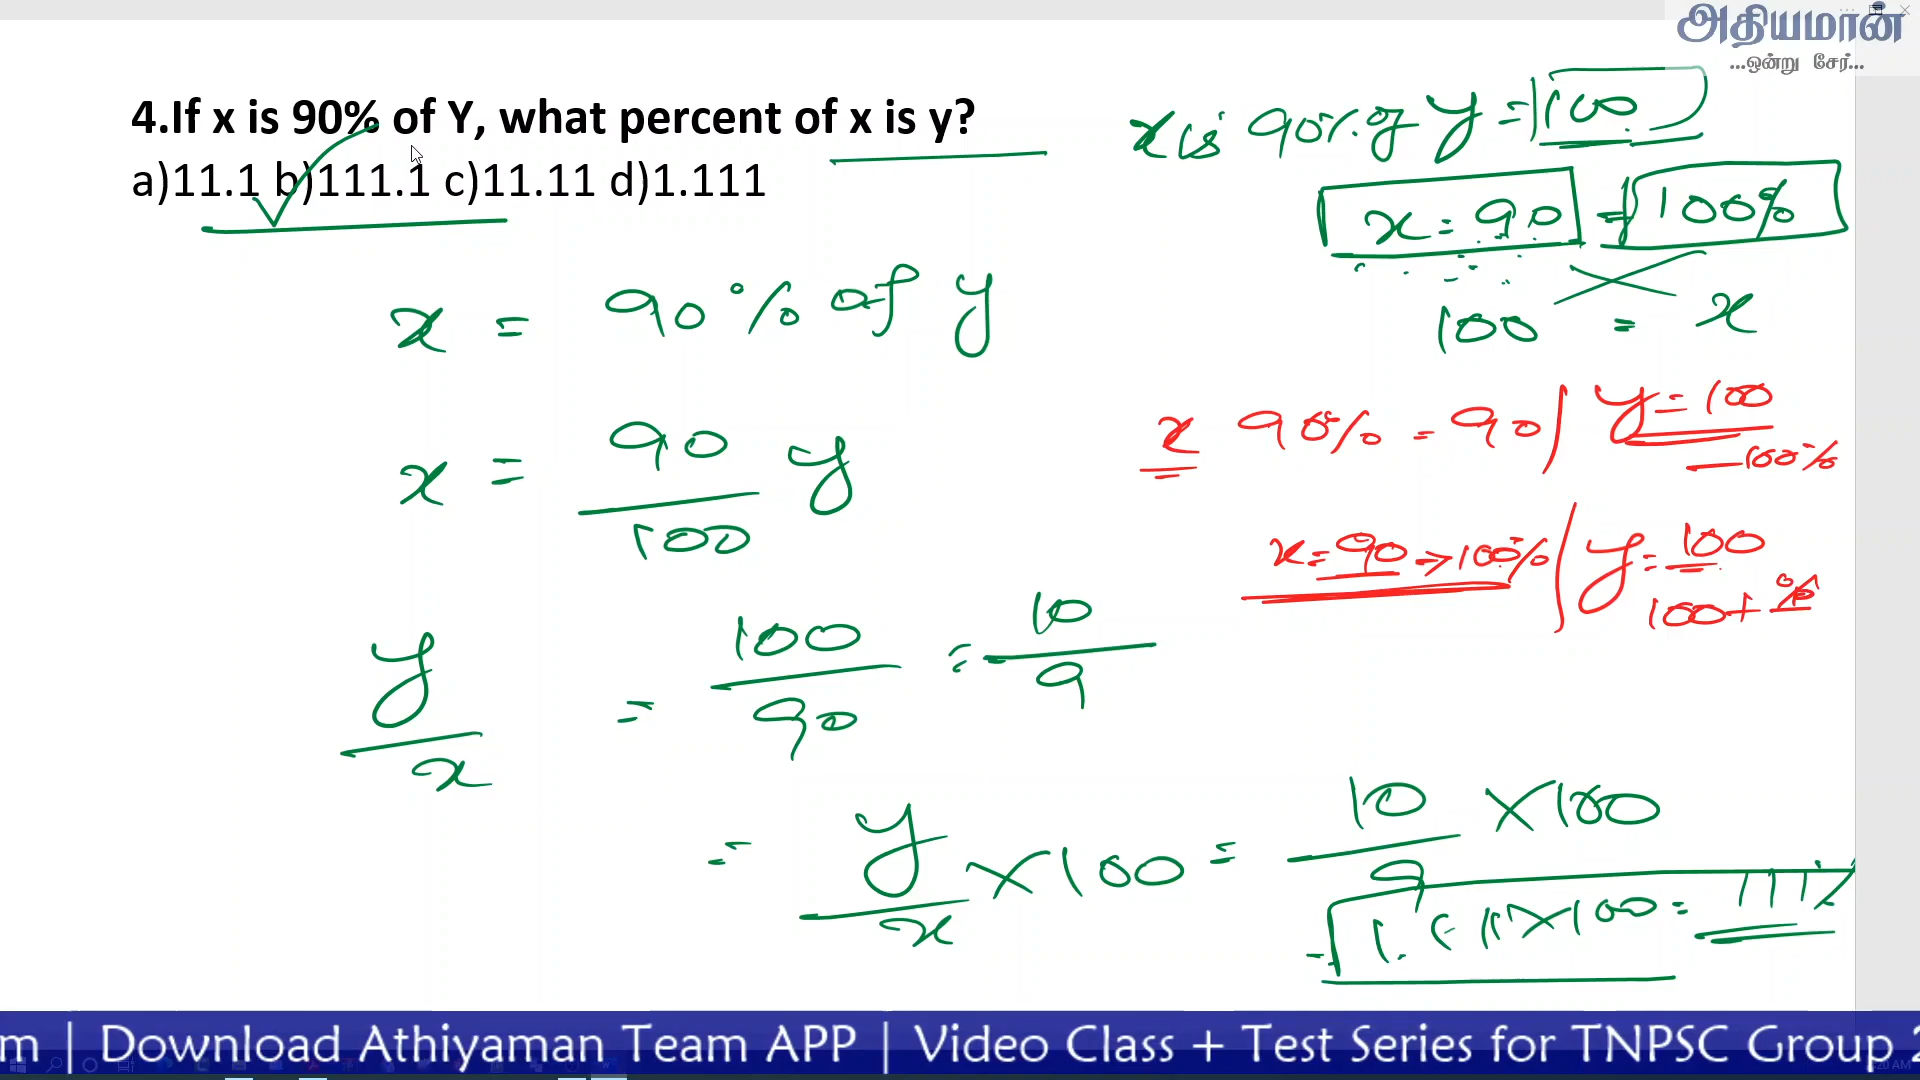 அதியமான்
...ஒன்று சேர்...
4.If x is 90% of Y, what percent of x is y?
a)11.1 b)111.1 c)11.11 d)1.111
x is 90% of y = 100
x = 90 = 100%
100 = x
x = 90% of y
x 90% = 90 | y = 100
100%
x = 90/100 y
x = 90 → 100% | y = 100
100 +
y/x = 100/90 = 10/9
= y/x × 100 = 10/9 × 100
× 100 = 111%
m | Download Athiyaman Team APP | Video Class + Test Series for TNPSC Group 2